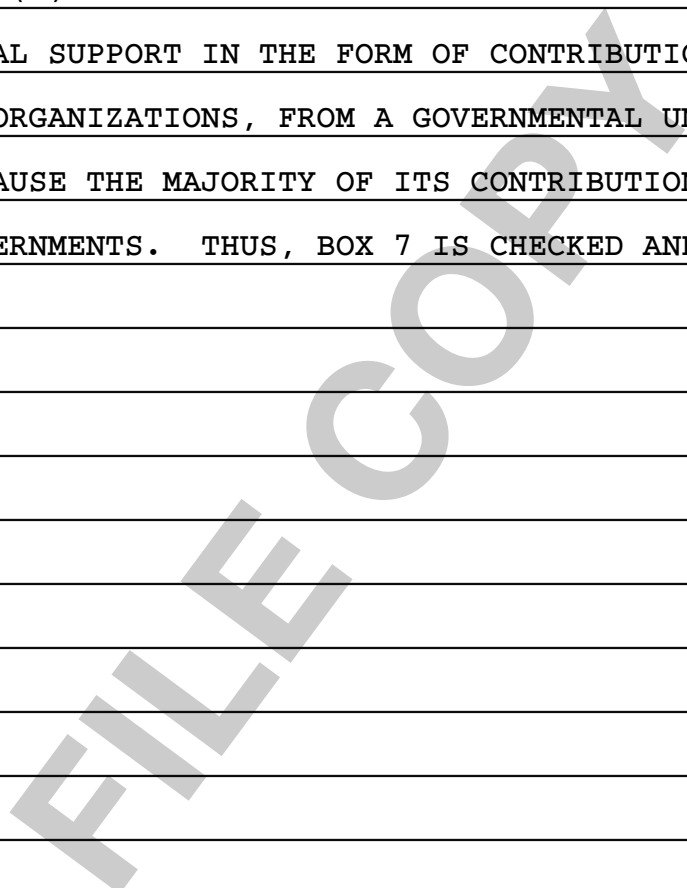 AL SUPPORT IN THE FORM OF CONTRIBUTIO
ORGANIZATIONS, FROM A GOVERNMENTAL UN
AUSE THE MAJORITY OF ITS CONTRIBUTION
ERNMENTS. THUS, BOX 7 IS CHECKED AND
FILE COPY